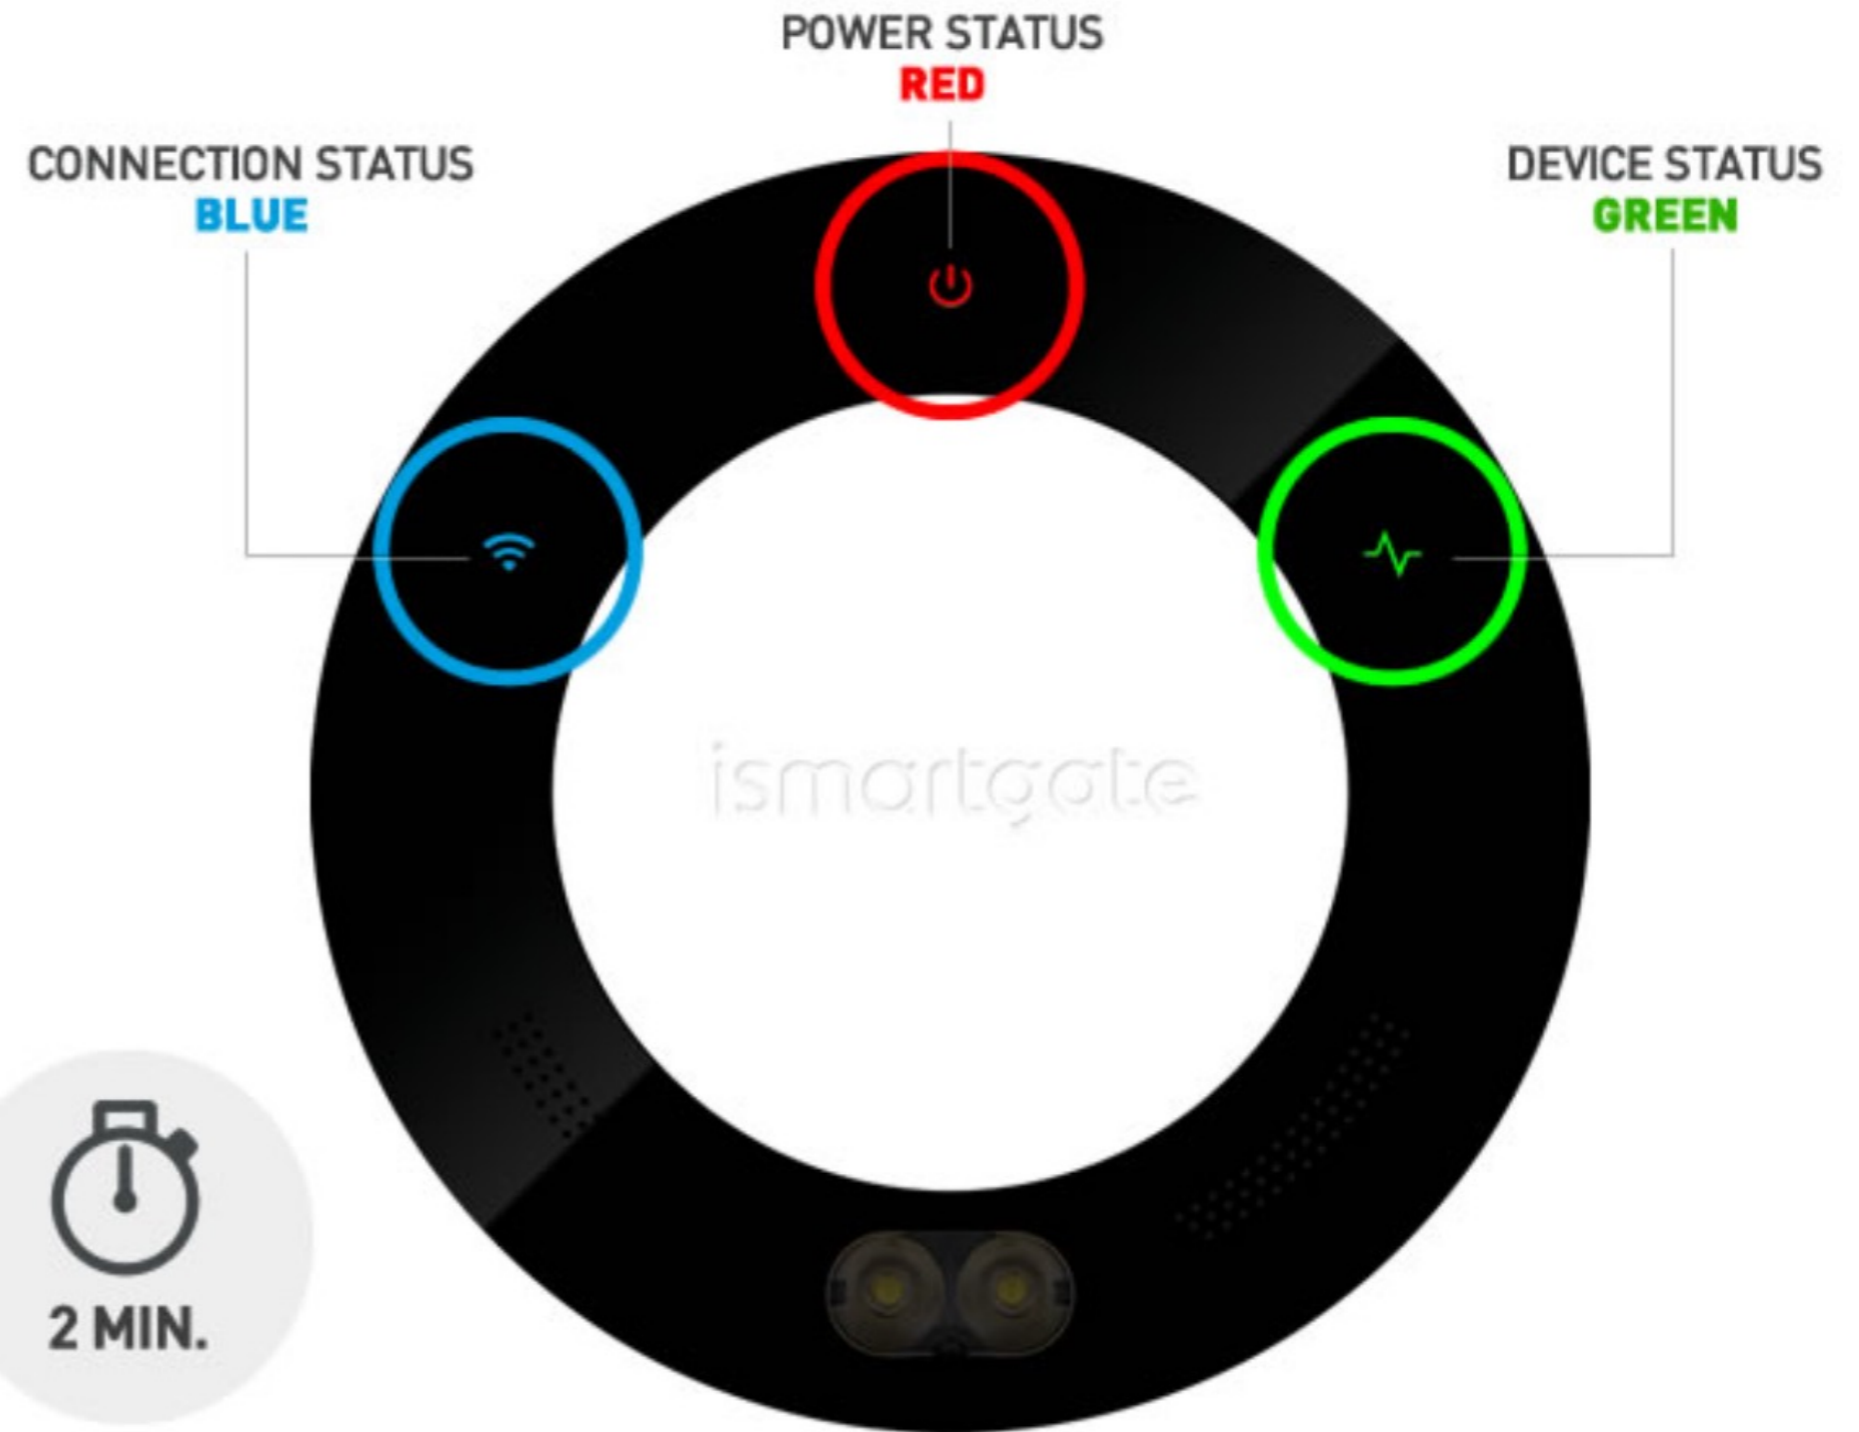 POWER STATUS
RED
CONNECTION STATUS
BLUE
DEVICE STATUS
GREEN
ismartgate
2 MIN.